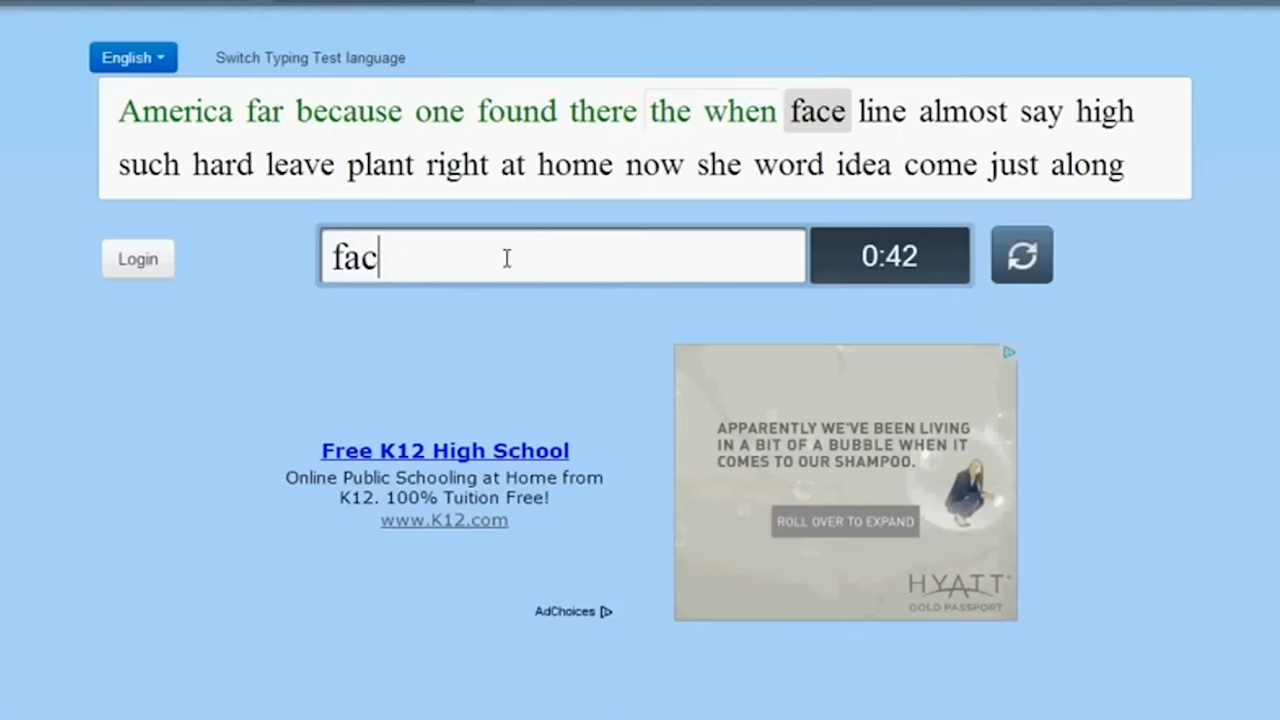 English
Switch Typing Test language
America far because one found there the when face line almost say high
such hard leave plant right at home now she word idea come just along
Login
fac
0:42
Free K12 High School
Online Public Schooling at Home from
K12. 100% Tuition Free!
www.K12.com
AdChoices
APPARENTLY WE'VE BEEN LIVING
IN A BIT OF A BUBBLE WHEN IT
COMES TO OUR SHAMPOO.
ROLL OVER TO EXPAND
HYATT
GOLD PASSPORT